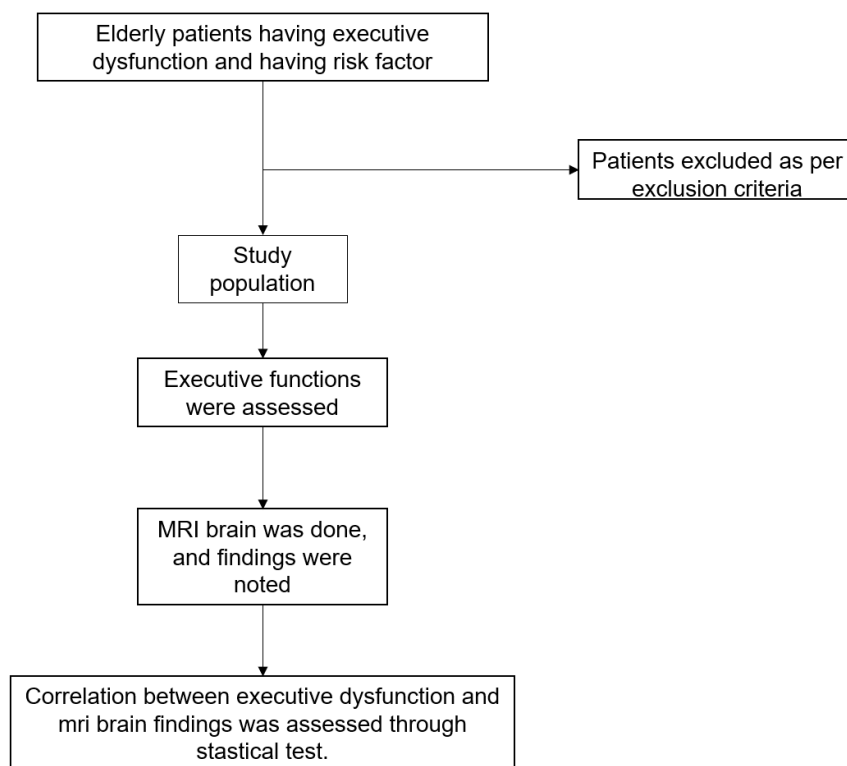 Elderly patients having executive
dysfunction and having risk factor
Patients excluded as per
exclusion criteria
Study
population
Executive functions
were assessed
MRI brain was done,
and findings were
noted
Correlation between executive dysfunction and
mri brain findings was assessed through
stastical test.